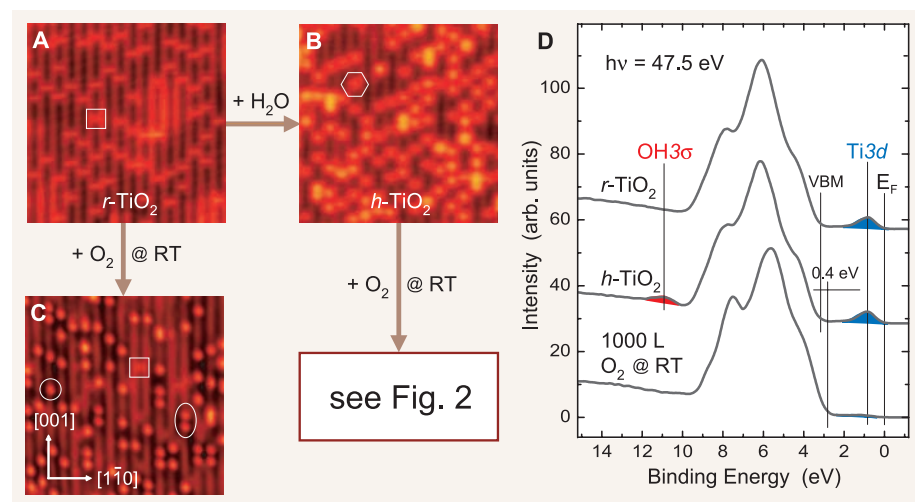 A
r-TiO₂
+ H₂O
B
h-TiO₂
+ O₂ @ RT
+ O₂ @ RT
C
[001]
[11̄0]
see Fig. 2
D
hν = 47.5 eV
OH3σ
Ti3d
VBM
E_F
r-TiO₂
0.4 eV
h-TiO₂
1000 L
O₂ @ RT
Intensity (arb. units)
100
80
60
40
20
0
14 12 10 8 6 4 2 0
Binding Energy (eV)